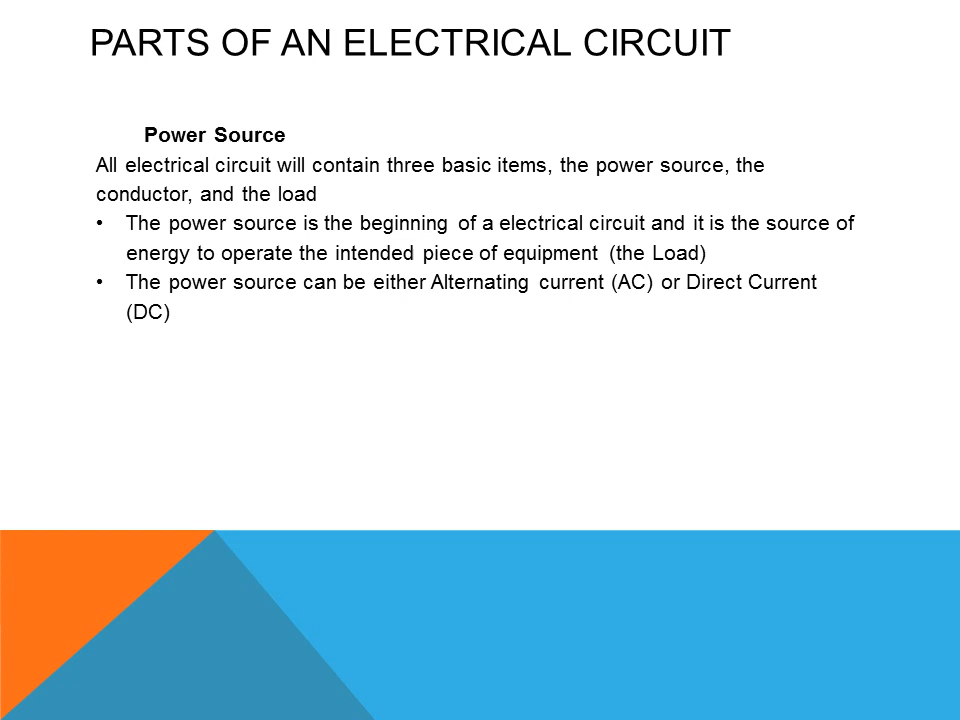 PARTS OF AN ELECTRICAL CIRCUIT
Power Source
All electrical circuit will contain three basic items, the power source, the
conductor, and the load
• The power source is the beginning of a electrical circuit and it is the source of
energy to operate the intended piece of equipment (the Load)
• The power source can be either Alternating current (AC) or Direct Current
(DC)